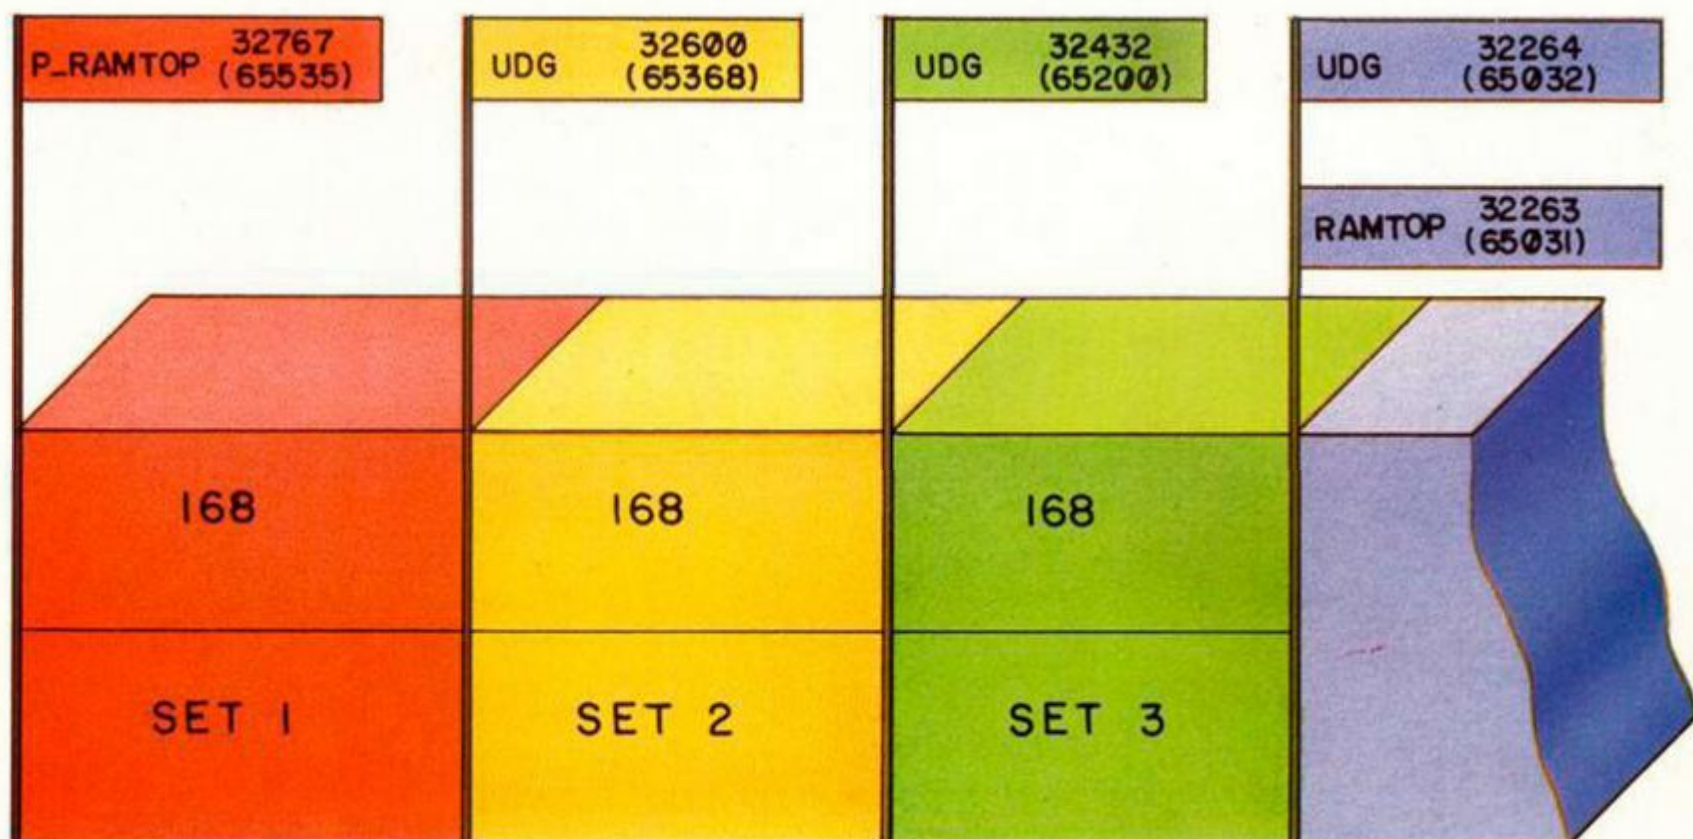 P_RAMTOP 32767
(65535)
UDG 32600
(65368)
UDG 32432
(65200)
UDG 32264
(65032)
RAMTOP 32263
(65031)
168
168
168
SET 1
SET 2
SET 3